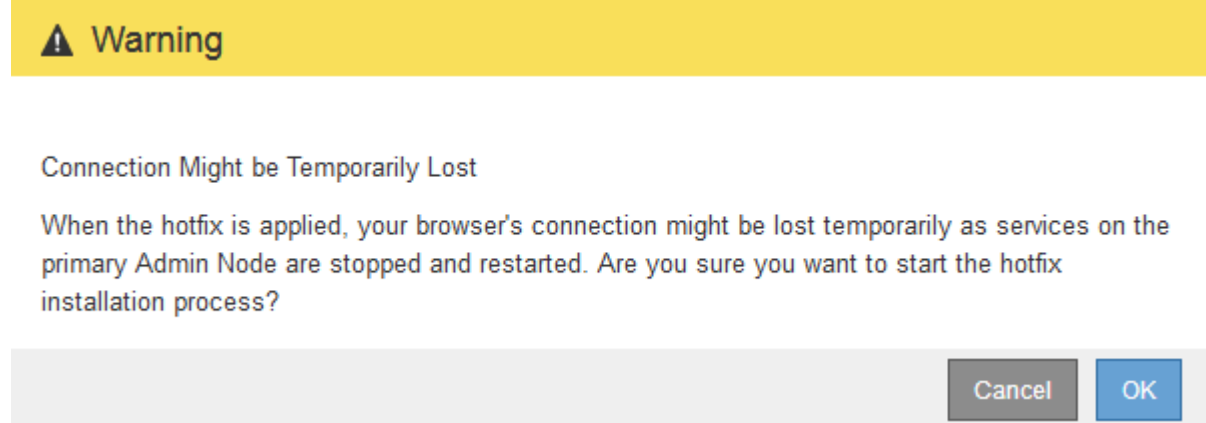 Warning
Connection Might be Temporarily Lost
When the hotfix is applied, your browser's connection might be lost temporarily as services on the
primary Admin Node are stopped and restarted. Are you sure you want to start the hotfix
installation process?
Cancel
OK